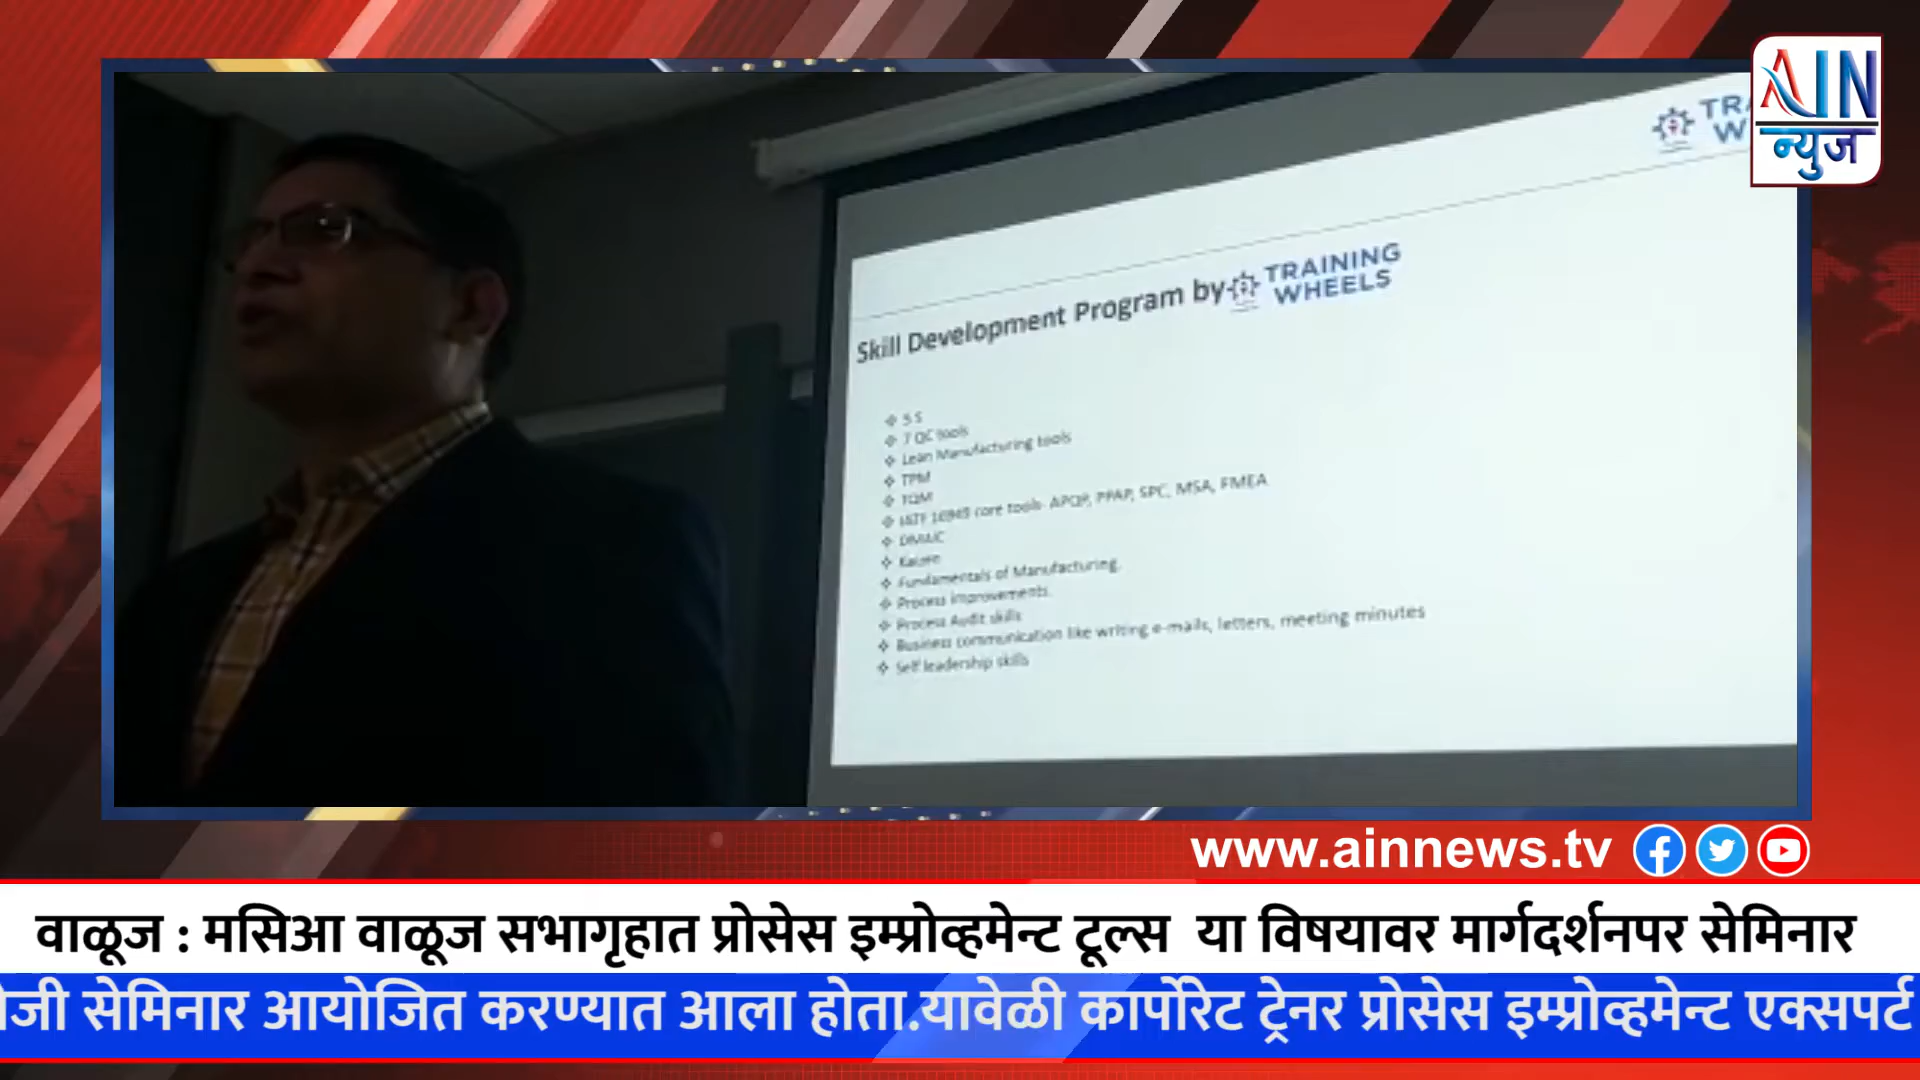 AIN
न्युज
TR
W
Skill Development Program by
TRAINING
WHEELS
❖ 5 S
❖ 7 QC tools
❖ Lean Manufacturing tools
❖ TPM
❖ TQM
❖ IATF 16949 core tools- APQP, PPAP, SPC, MSA, FMEA
❖ DMAIC
❖ Kaizen
❖ Fundamentals of Manufacturing.
❖ Process improvements.
❖ Process Audit skills
❖ Business communication like writing e-mails, letters, meeting minutes
❖ Self leadership skills
www.ainnews.tv
वाळूज : मसिआ वाळूज सभागृहात प्रोसेस इम्प्रोव्हमेन्ट टूल्स या विषयावर मार्गदर्शनपर सेमिनार
जी सेमिनार आयोजित करण्यात आला होता.यावेळी कार्पोरेट ट्रेनर प्रोसेस इम्प्रोव्हमेन्ट एक्सपर्ट